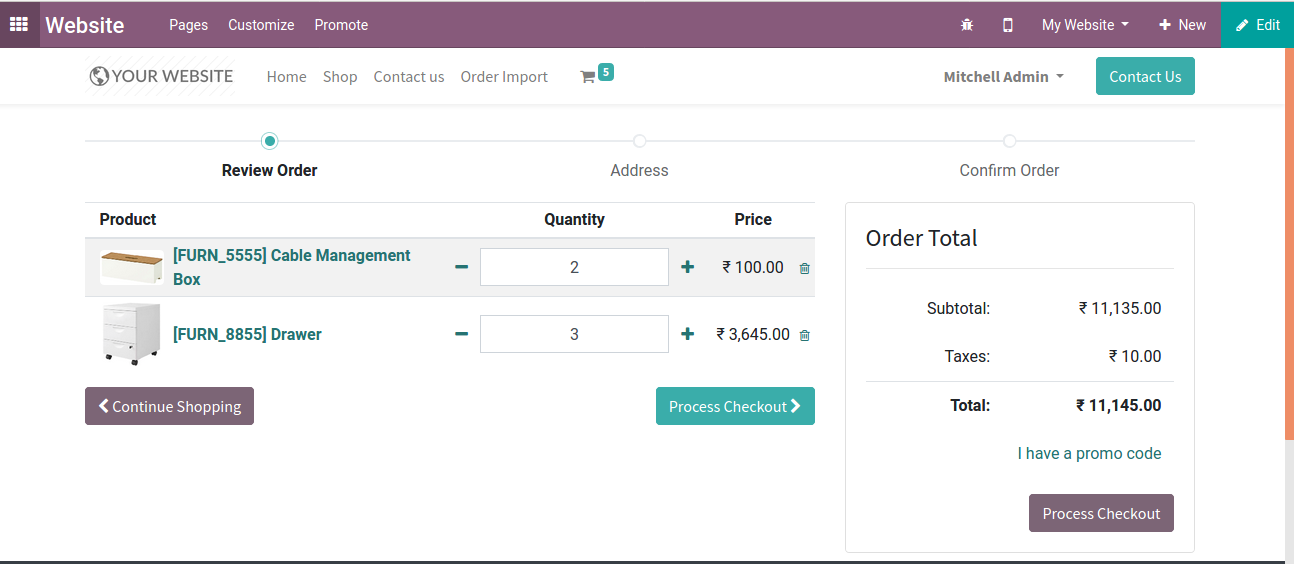 Website Pages Customize Promote My Website + New Edit
YOUR WEBSITE Home Shop Contact us Order Import 5 Mitchell Admin Contact Us
Review Order Address Confirm Order
Product Quantity Price
[FURN_5555] Cable Management
Box
2 ₹ 100.00
[FURN_8855] Drawer 3 ₹ 3,645.00
Continue Shopping Process Checkout
Order Total
Subtotal: ₹ 11,135.00
Taxes: ₹ 10.00
Total: ₹ 11,145.00
I have a promo code
Process Checkout